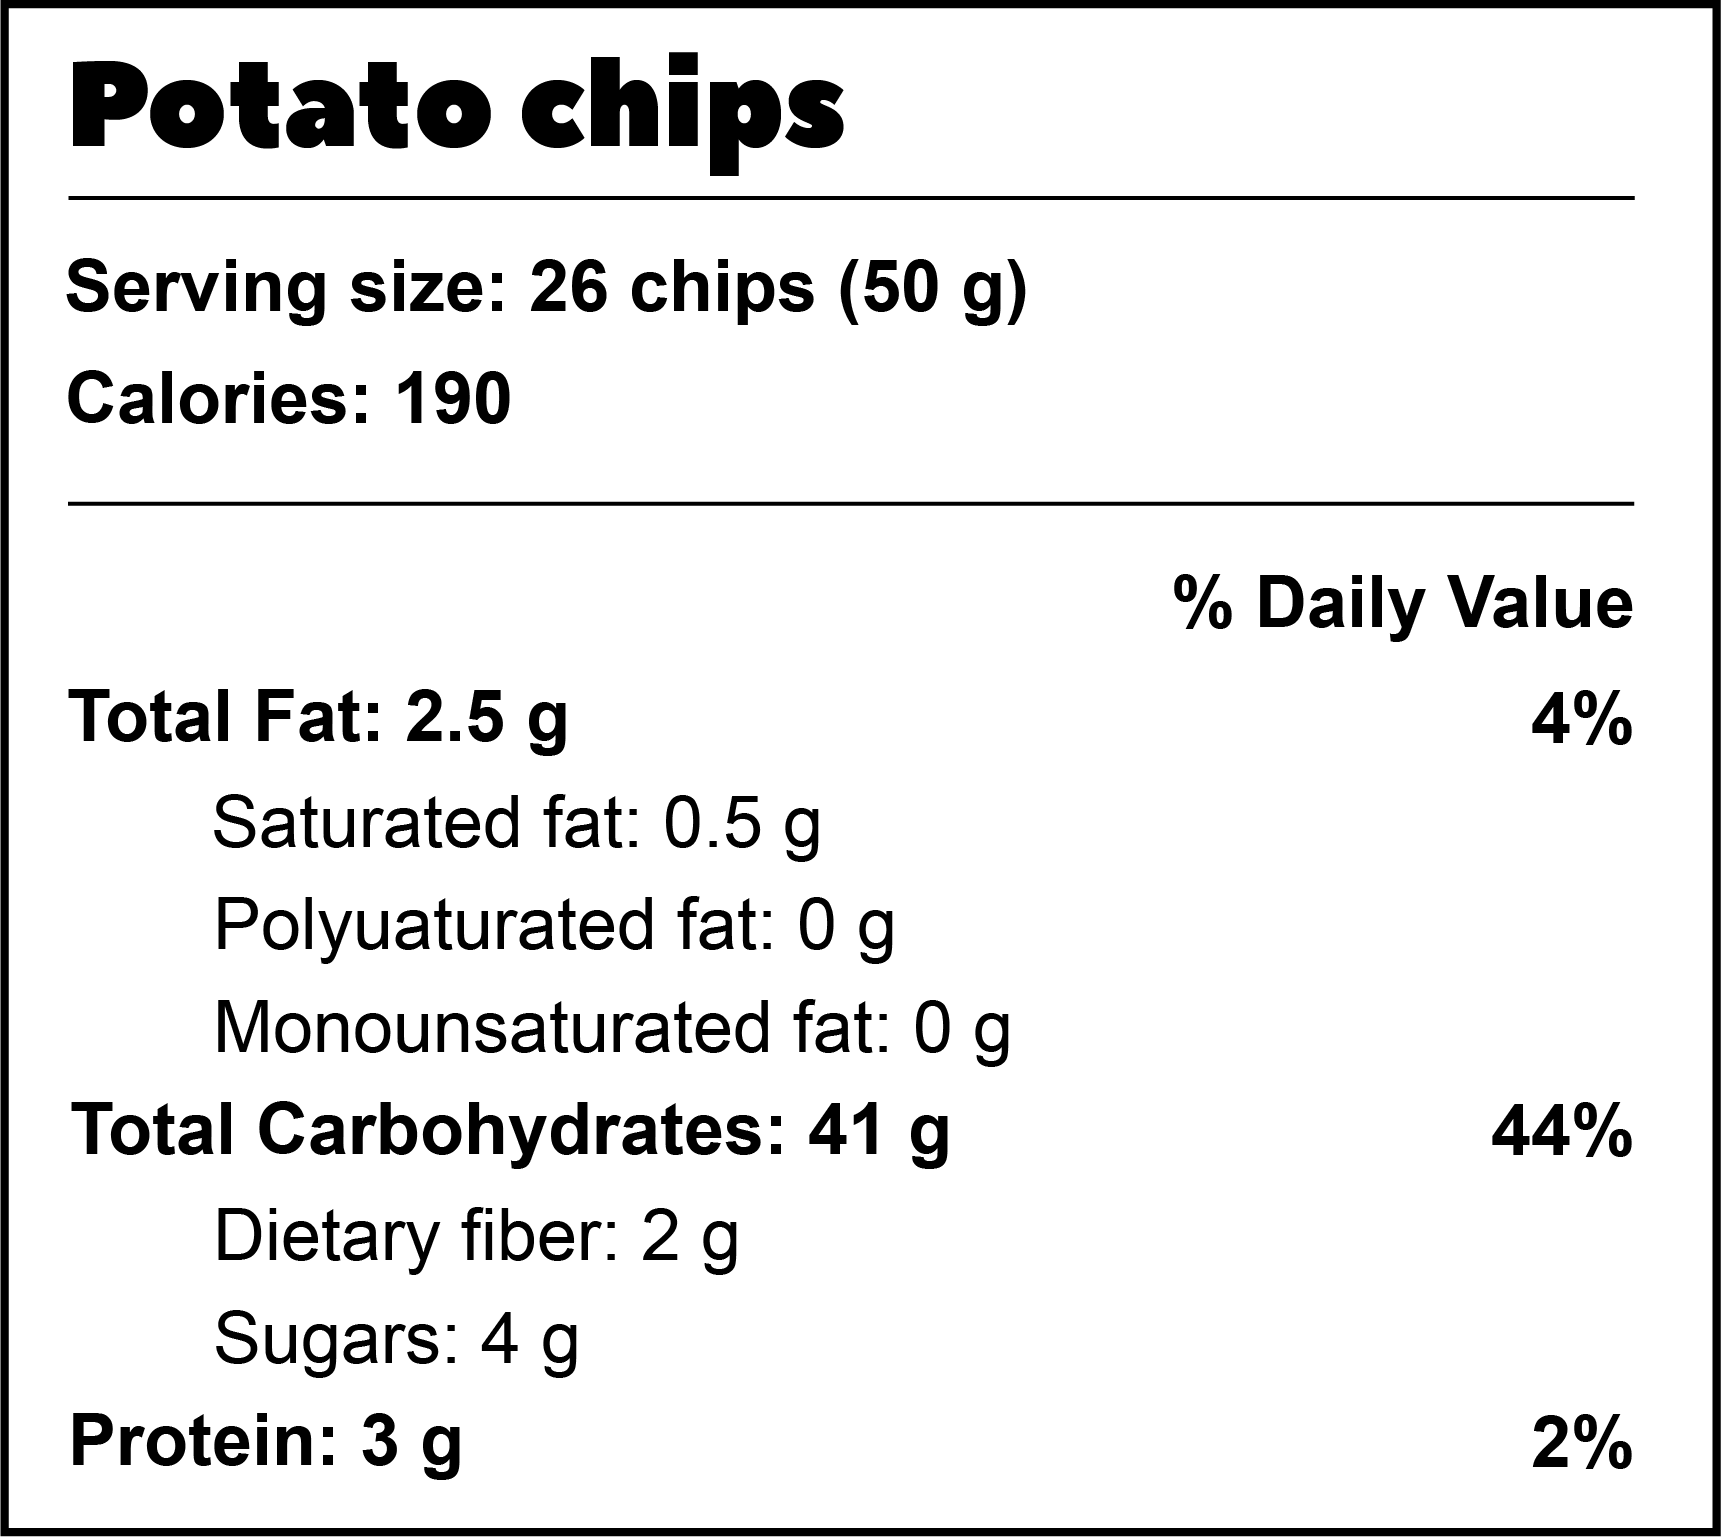 Potato chips
Serving size: 26 chips (50 g)
Calories: 190
% Daily Value
Total Fat: 2.5 g 4%
Saturated fat: 0.5 g
Polyuaturated fat: 0 g
Monounsaturated fat: 0 g
Total Carbohydrates: 41 g 44%
Dietary fiber: 2 g
Sugars: 4 g
Protein: 3 g 2%